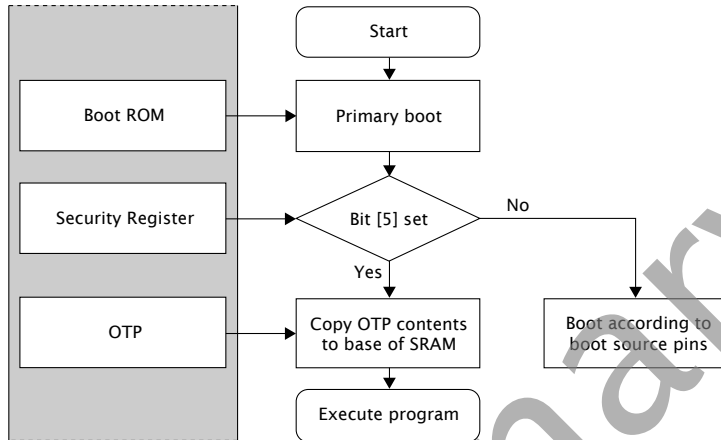 Start
Boot ROM
Primary boot
Security Register
Bit [5] set
No
Yes
OTP
Copy OTP contents
to base of SRAM
Boot according to
boot source pins
Execute program